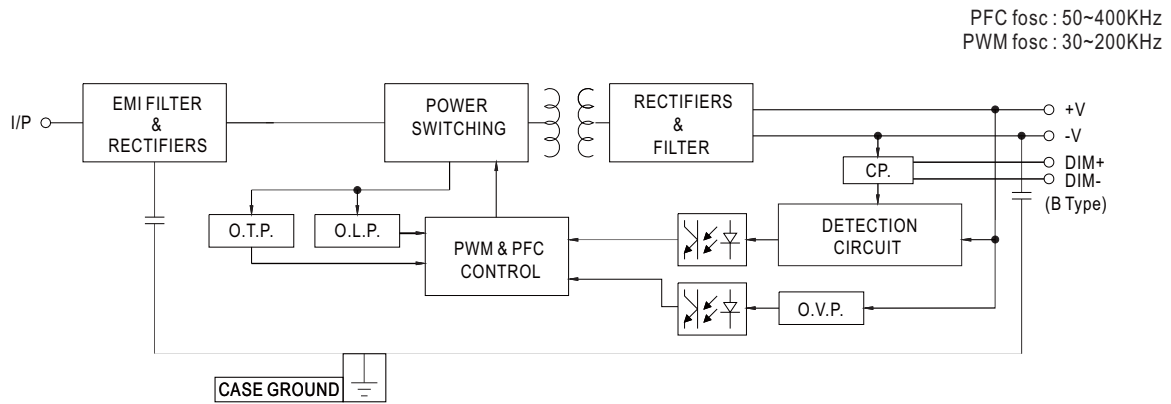 PFC fosc : 50~400KHz
PWM fosc : 30~200KHz
I/P
EMI FILTER
&
RECTIFIERS
POWER
SWITCHING
RECTIFIERS
&
FILTER
+V
-V
DIM+
DIM-
(B Type)
CP.
O.T.P.
O.L.P.
PWM & PFC
CONTROL
DETECTION
CIRCUIT
O.V.P.
CASE GROUND